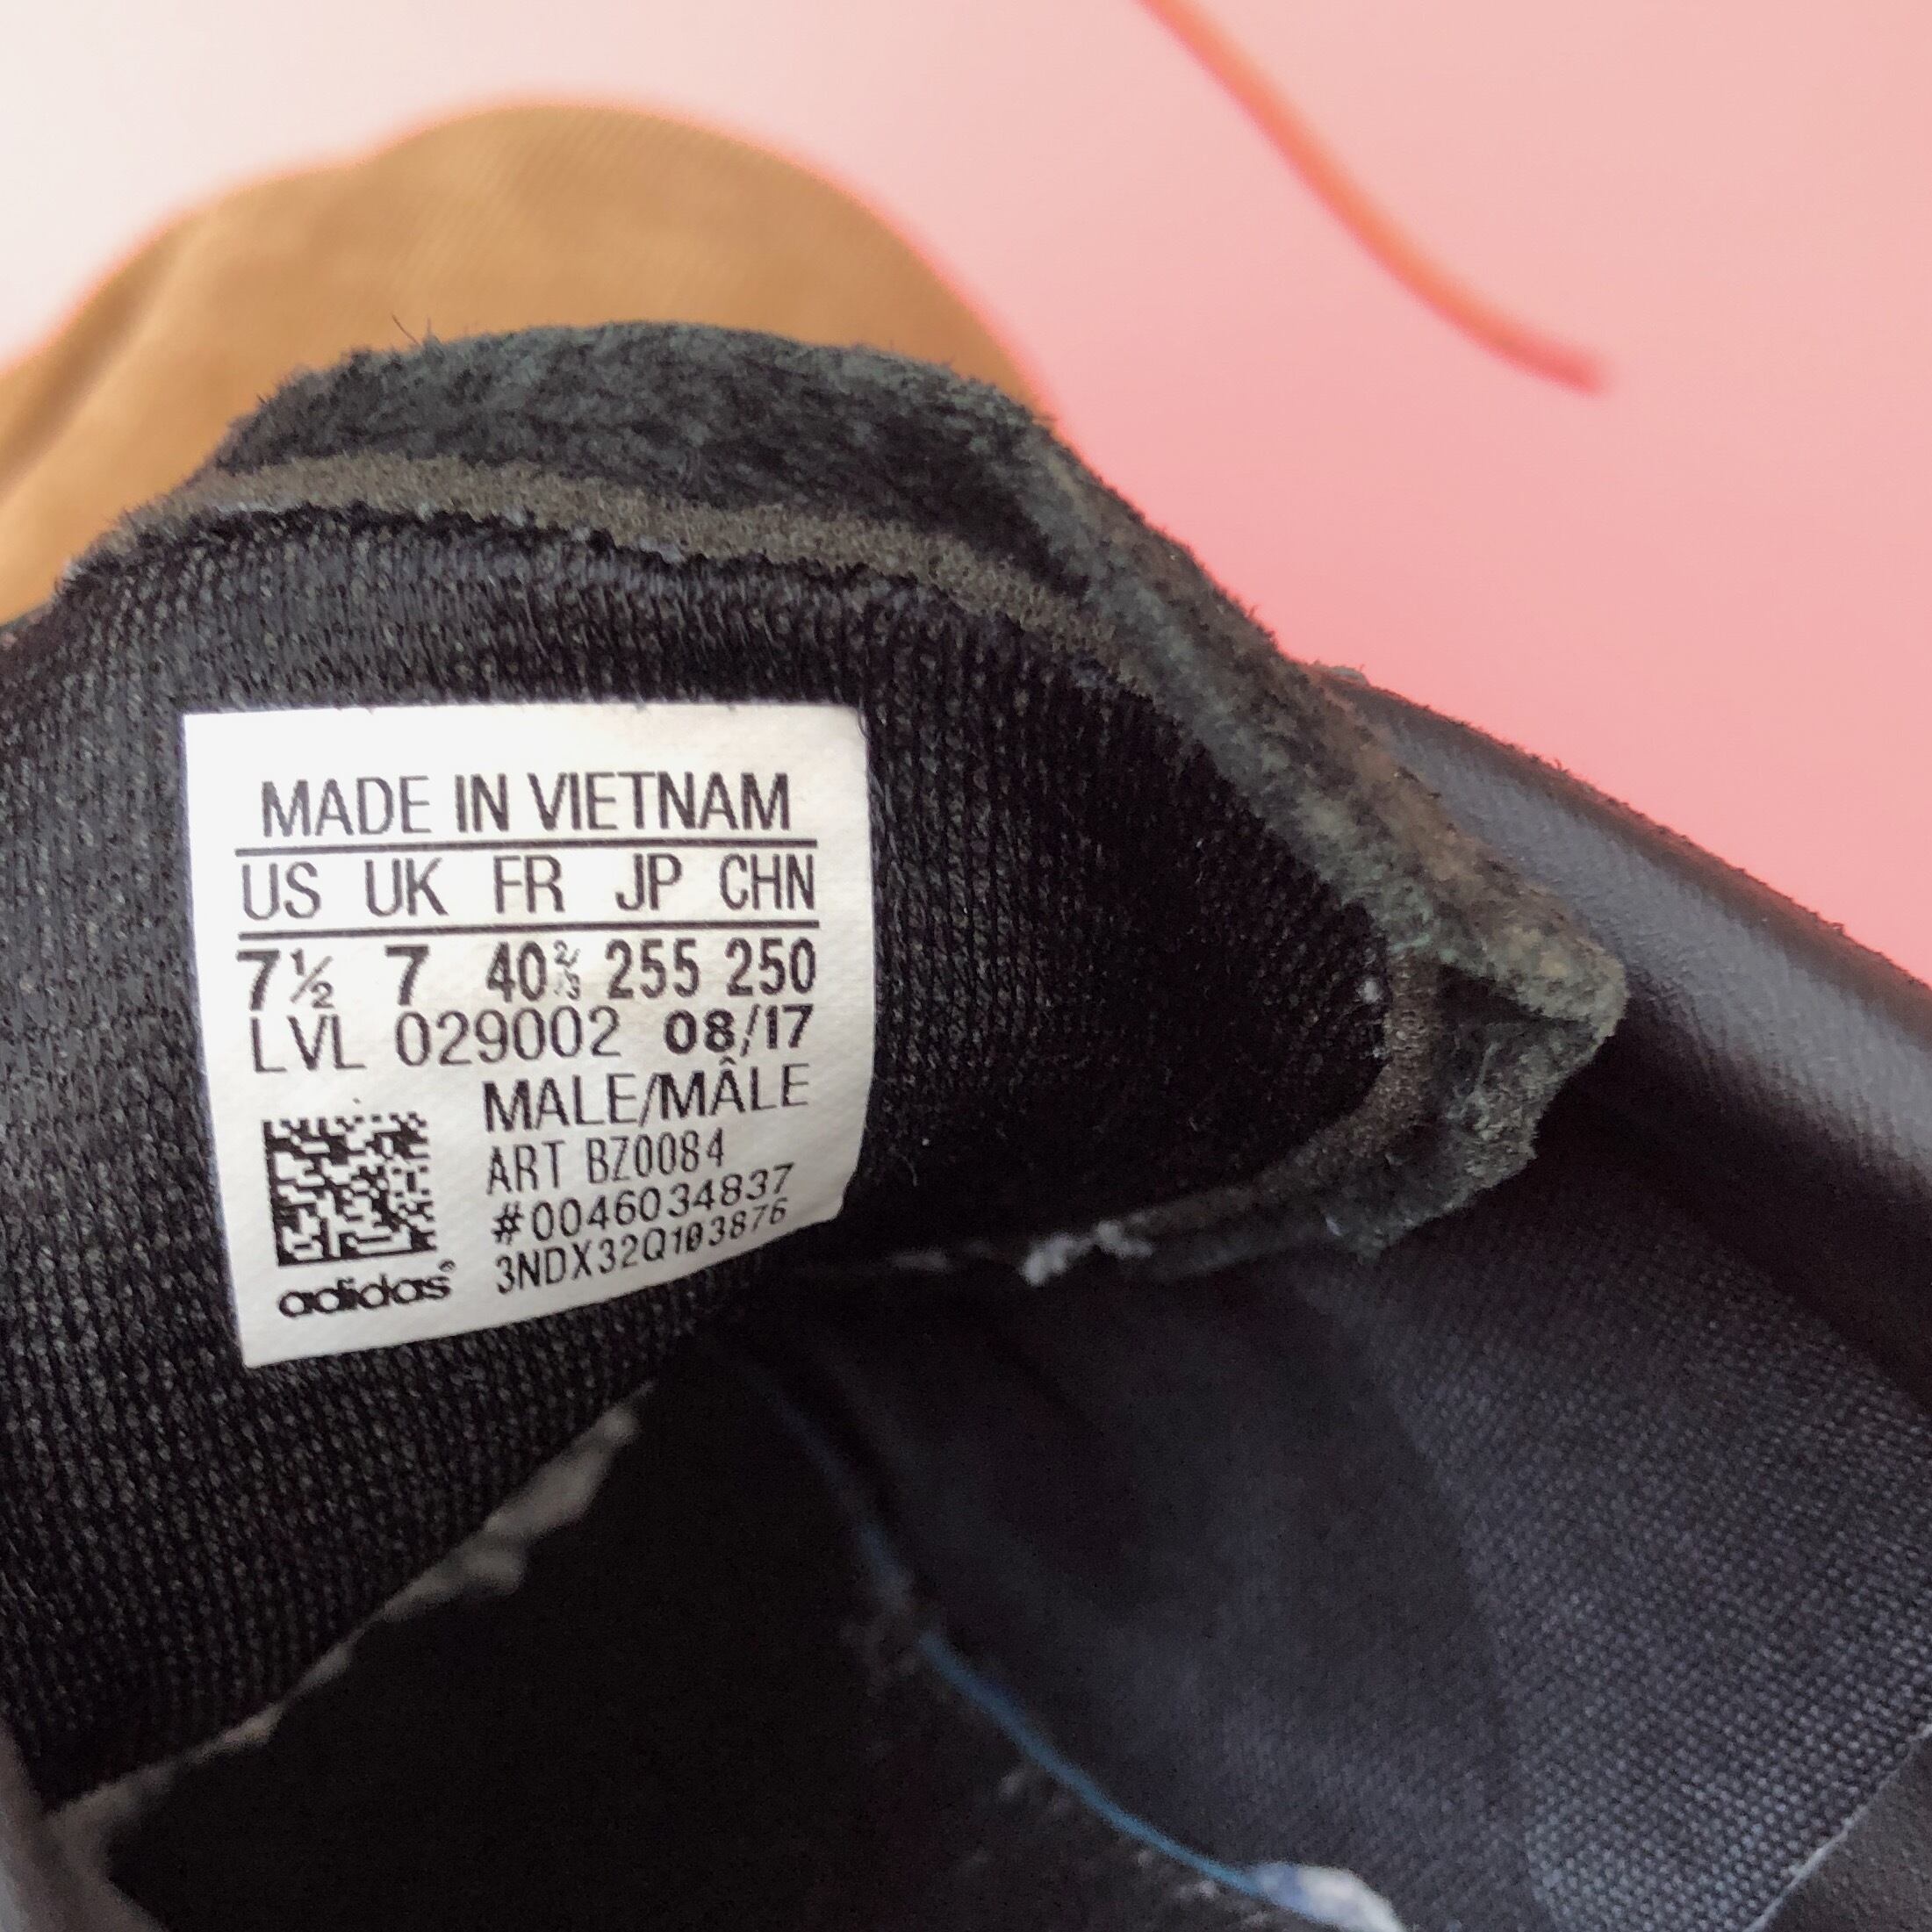 MADE IN VIETNAM
US UK FR JP CHN
7½ 7 40⅔ 255 250
LVL 029002 08/17
MALE/MÂLE
ART BZ0084
#0046034837
3NDX32Q103876
adidas®